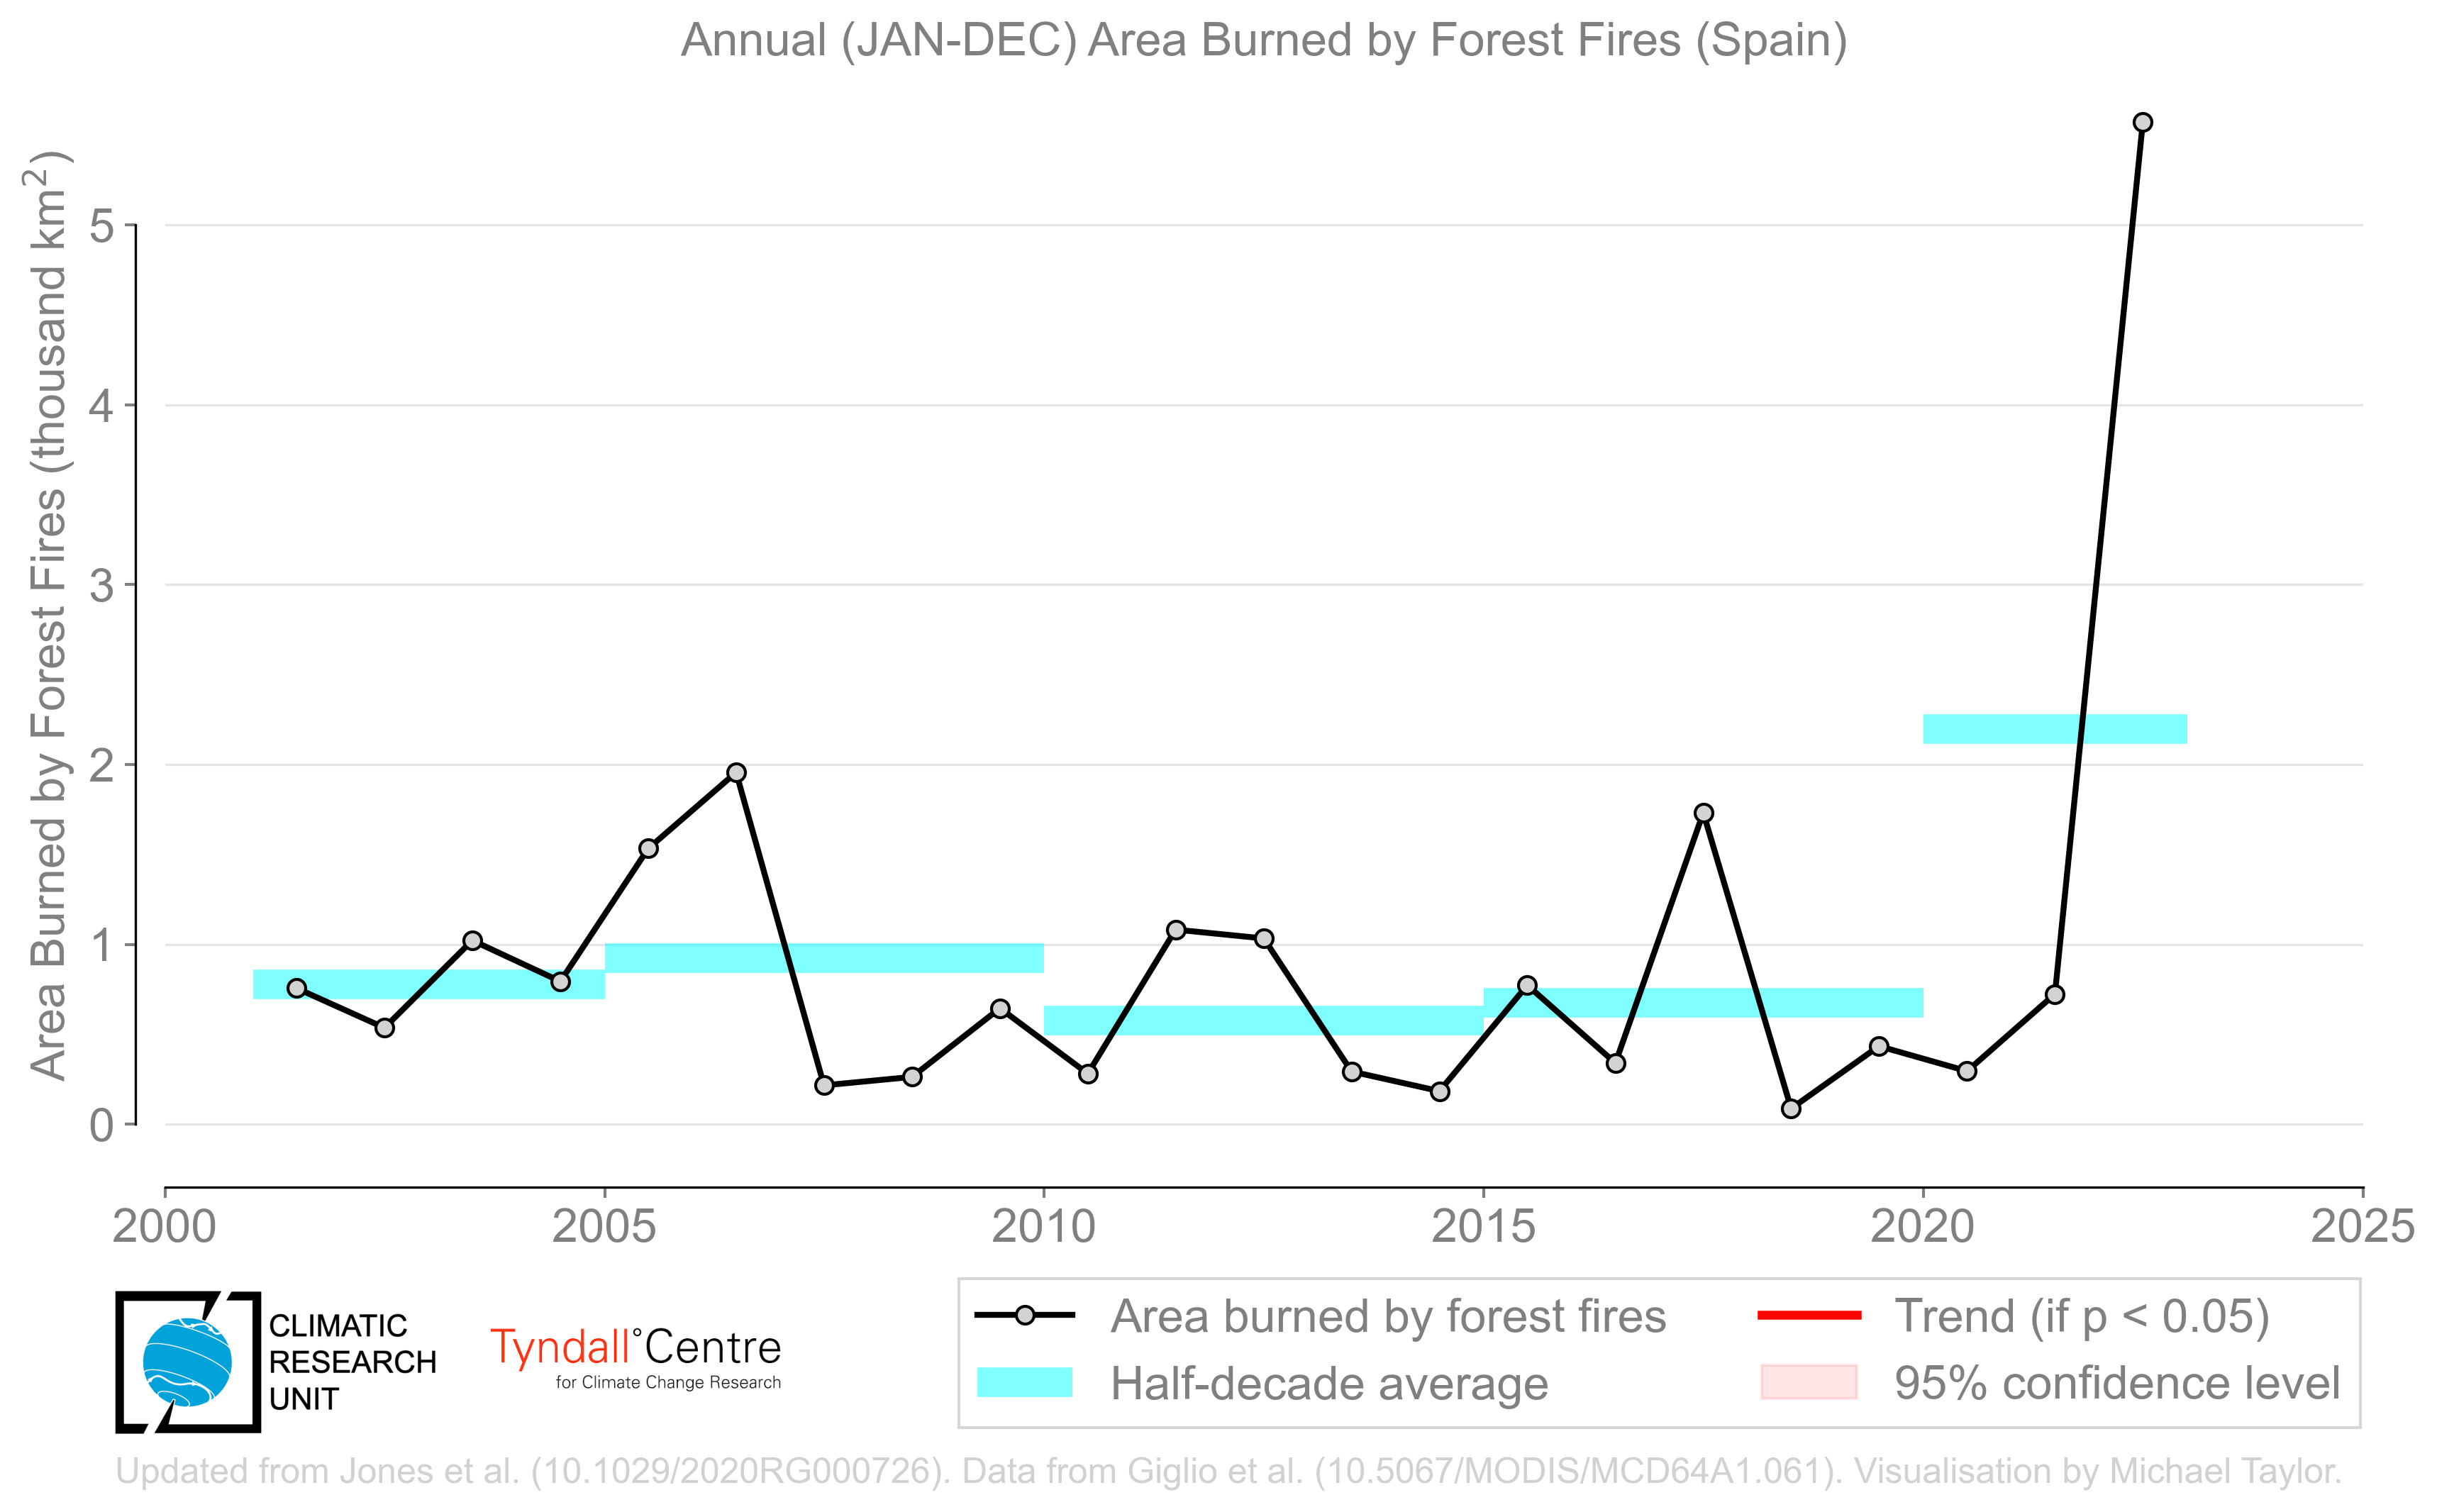 Annual (JAN-DEC) Area Burned by Forest Fires (Spain)
Area Burned by Forest Fires (thousand km²)
5
4
3
2
1
0
2000 2005 2010 2015 2020 2025
CLIMATIC
RESEARCH
UNIT
Tyndall°Centre
for Climate Change Research
Area burned by forest fires
Half-decade average
Trend (if p < 0.05)
95% confidence level
Updated from Jones et al. (10.1029/2020RG000726). Data from Giglio et al. (10.5067/MODIS/MCD64A1.061). Visualisation by Michael Taylor.